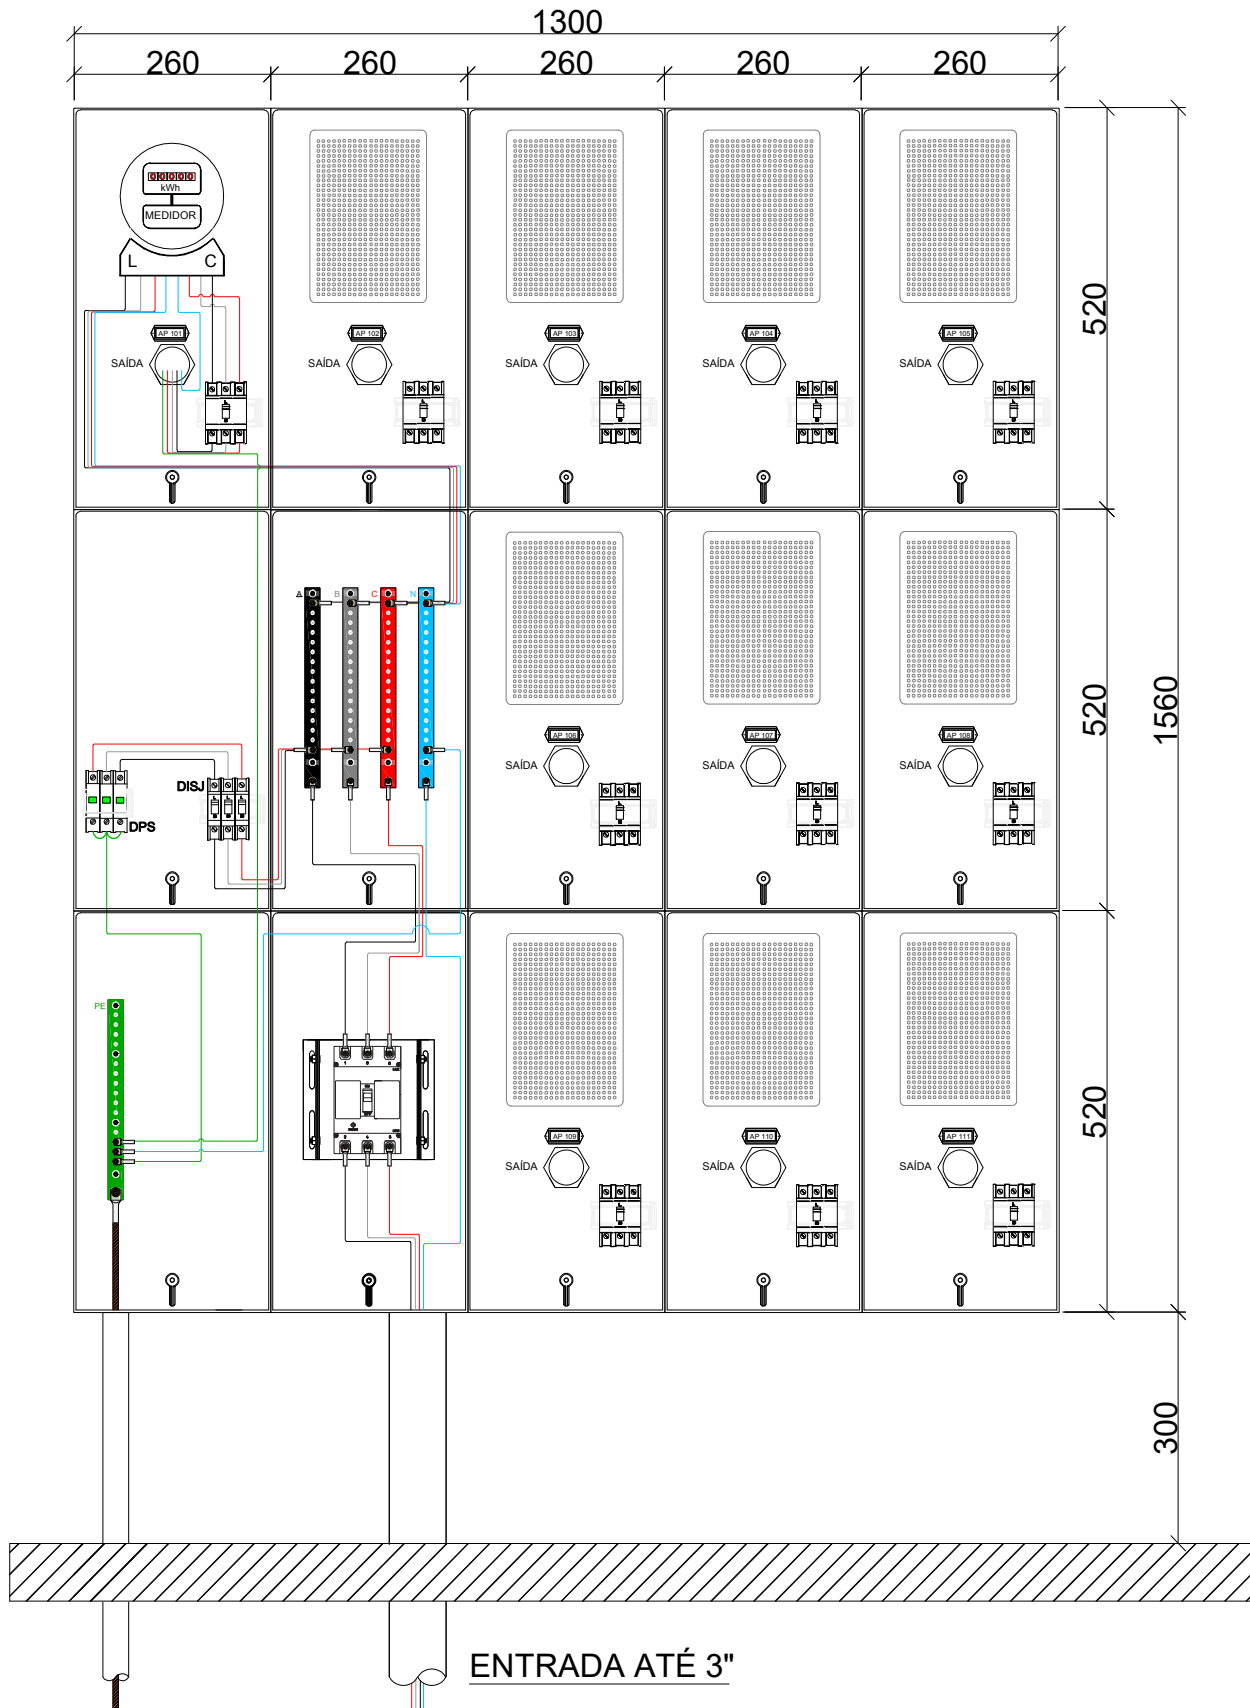 1300
260 260 260 260 260
kWh
MEDIDOR
L C
AP 101 AP 102 AP 103 AP 104 AP 105
SAÍDA SAÍDA SAÍDA SAÍDA SAÍDA
520
A B C N
AP 106 AP 107 AP 108
SAÍDA SAÍDA SAÍDA
DISJ
DPS
520
1560
PE
AP 109 AP 110 AP 111
SAÍDA SAÍDA SAÍDA
520
300
ENTRADA ATÉ 3"